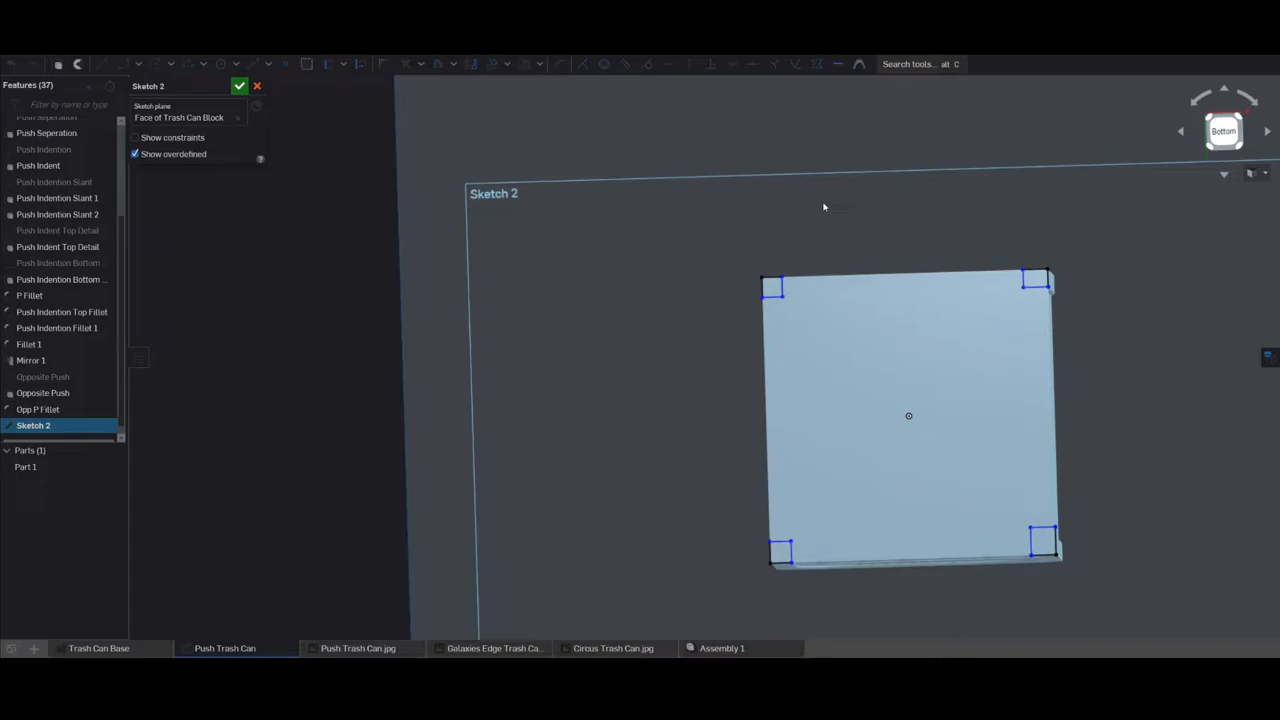 Search tools... alt C
Features (37)
Filter by name or type
Push Seperation
Push Seperation
Push Indention
Push Indent
Push Indention Slant
Push Indention Slant 1
Push Indention Slant 2
Push Indent Top Detail
Push Indent Top Detail
Push Indention Bottom ...
Push Indention Bottom ...
P Fillet
Push Indention Top Fillet
Push Indention Fillet 1
Fillet 1
Mirror 1
Opposite Push
Opposite Push
Opp P Fillet
Sketch 2
Parts (1)
Part 1
Sketch 2
Sketch plane
Face of Trash Can Block
Show constraints
Show overdefined
Sketch 2
Bottom
Trash Can Base
Push Trash Can
Push Trash Can.jpg
Galaxies Edge Trash Ca...
Circus Trash Can.jpg
Assembly 1